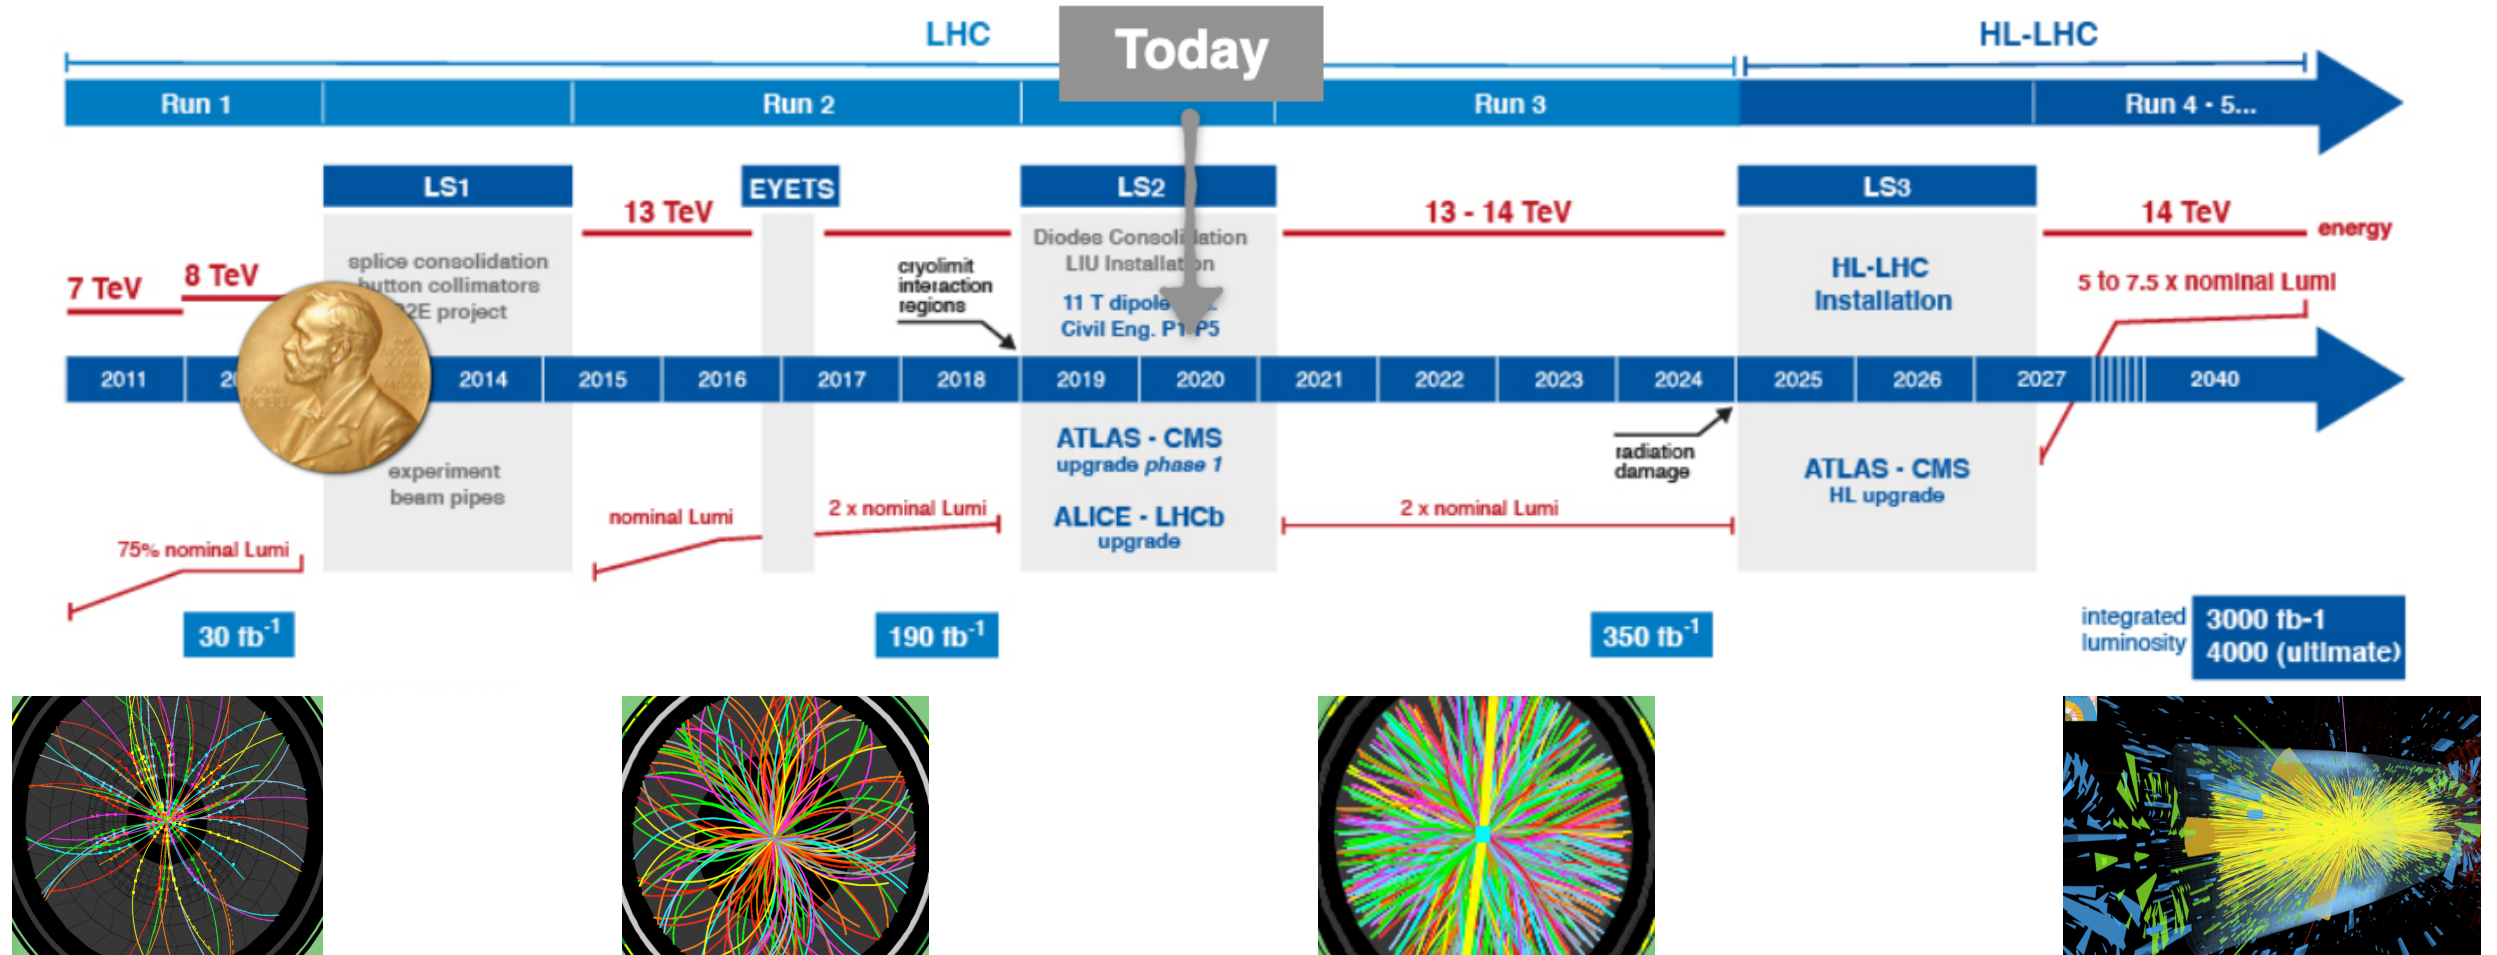 LHC
Today
HL-LHC
Run 1
Run 2
Run 3
Run 4 - 5...
LS1
EYETS
LS2
LS3
13 TeV
13 - 14 TeV
14 TeV
energy
7 TeV
8 TeV
splice consolidation
button collimators
R2E project
cryolimit
interaction
regions
Diodes Consolidation
LIU Installation
11 T dipole
Civil Eng. P1-P5
HL-LHC
Installation
5 to 7.5 x nominal Lumi
2011
2014
2015
2016
2017
2018
2019
2020
2021
2022
2023
2024
2025
2026
2027
2040
experiment
beam pipes
ATLAS - CMS
upgrade phase 1
ALICE - LHCb
upgrade
radiation
damage
ATLAS - CMS
HL upgrade
75% nominal Lumi
nominal Lumi
2 x nominal Lumi
2 x nominal Lumi
30 fb-1
190 fb-1
350 fb-1
integrated
luminosity
3000 fb-1
4000 (ultimate)